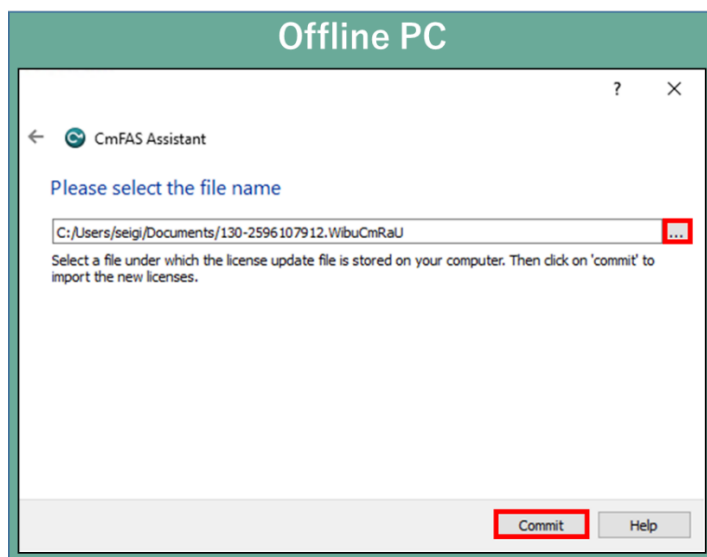 Offline PC
?
CmFAS Assistant
Please select the file name
C:/Users/seigi/Documents/130-2596107912.WibuCmRaU
...
Select a file under which the license update file is stored on your computer. Then click on 'commit' to
import the new licenses.
Commit
Help